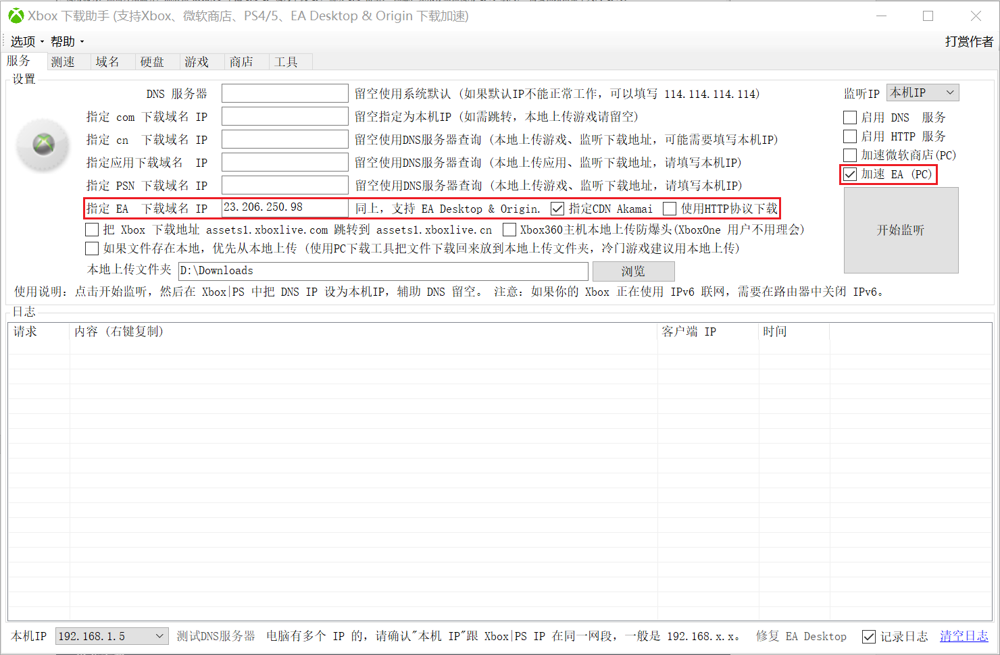 Xbox 下载助手 (支持Xbox、微软商店、PS4/5、EA Desktop & Origin 下载加速)
选项 帮助 打赏作者
服务 测速 域名 硬盘 游戏 商店 工具
设置
DNS 服务器 留空使用系统默认 (如果默认IP不能正常工作，可以填写 114.114.114.114) 监听IP 本机IP
指定 com 下载域名 IP 留空指定为本机IP (如需跳转，本地上传游戏请留空) 启用 DNS 服务
指定 cn 下载域名 IP 留空使用DNS服务器查询 (本地上传游戏、监听下载地址，可能需要填写本机IP) 启用 HTTP 服务
指定应用下载域名 IP 留空使用DNS服务器查询 (本地上传应用、监听下载地址，请填写本机IP) 加速微软商店(PC)
指定 PSN 下载域名 IP 留空使用DNS服务器查询 (本地上传游戏、监听下载地址，请填写本机IP) 加速 EA (PC)
指定 EA 下载域名 IP 23.206.250.98 同上，支持 EA Desktop & Origin. 指定CDN Akamai 使用HTTP协议下载
把 Xbox 下载地址 assets1.xboxlive.com 跳转到 assets1.xboxlive.cn Xbox360主机本地上传防爆头(XboxOne 用户不用理会) 开始监听
如果文件存在本地，优先从本地上传 (使用PC下载工具把文件下载回来放到本地上传文件夹，冷门游戏建议用本地上传)
本地上传文件夹 D:\Downloads 浏览
使用说明：点击开始监听，然后在 Xbox|PS 中把 DNS IP 设为本机IP，辅助 DNS 留空。 注意：如果你的 Xbox 正在使用 IPv6 联网，需要在路由器中关闭 IPv6。
日志
请求 内容 (右键复制) 客户端 IP 时间
本机IP 192.168.1.5 测试DNS服务器 电脑有多个 IP 的，请确认"本机 IP"跟 Xbox|PS IP 在同一网段，一般是 192.168.x.x。 修复 EA Desktop 记录日志 清空日志